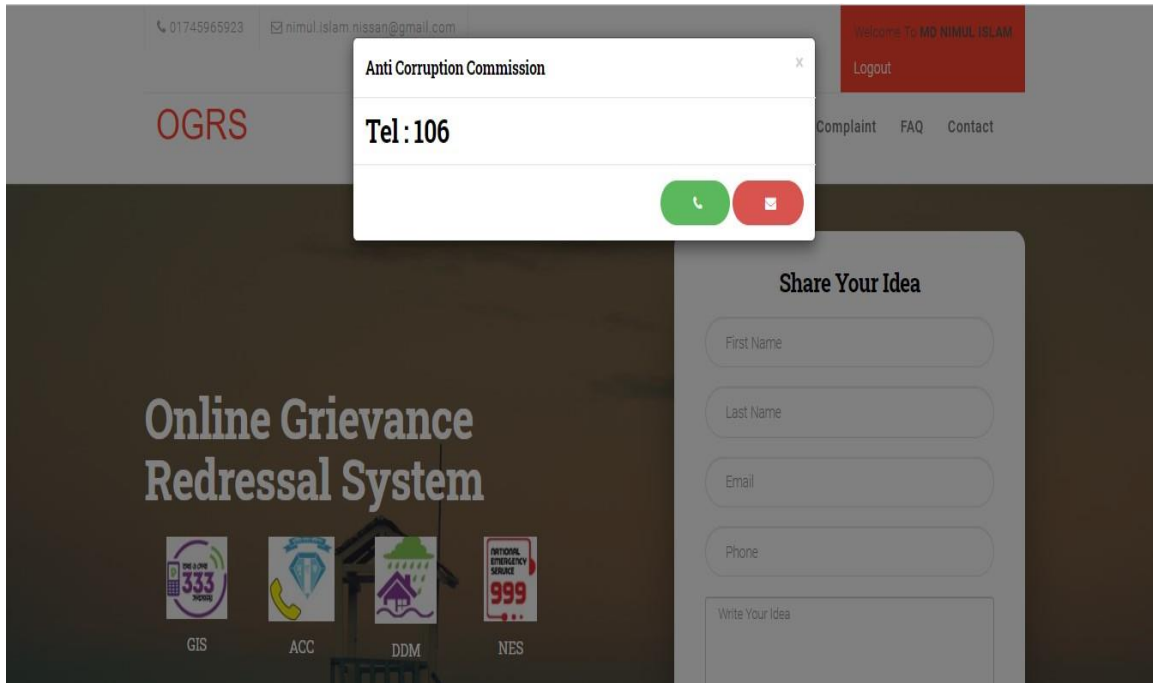 01745965923 nimul.islam.nissan@gmail.com
Welcome To MD NIMUL ISLAM
Logout
Anti Corruption Commission x
OGRS
Tel : 106
Complaint FAQ Contact
Share Your Idea
First Name
Last Name
Email
Phone
Write Your Idea
Online Grievance
Redressal System
333
NATIONAL
EMERGENCY
SERVICE
999
GIS ACC DDM NES